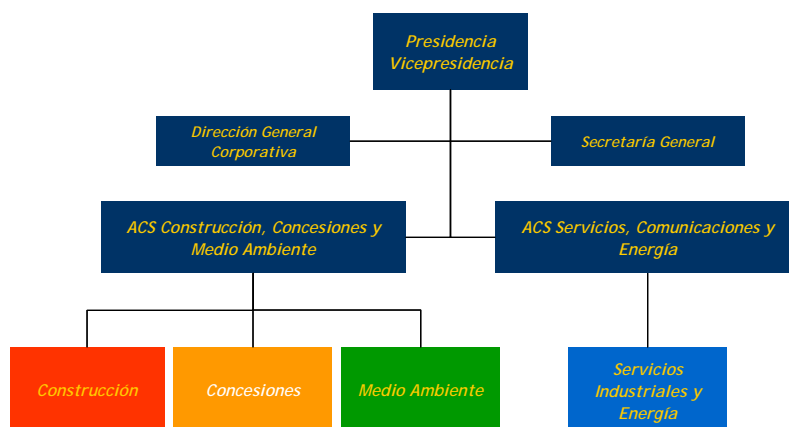 Presidencia
Vicepresidencia
Dirección General
Corporativa
Secretaría General
ACS Construcción, Concesiones y
Medio Ambiente
ACS Servicios, Comunicaciones y
Energía
Construcción
Concesiones
Medio Ambiente
Servicios
Industriales y
Energía